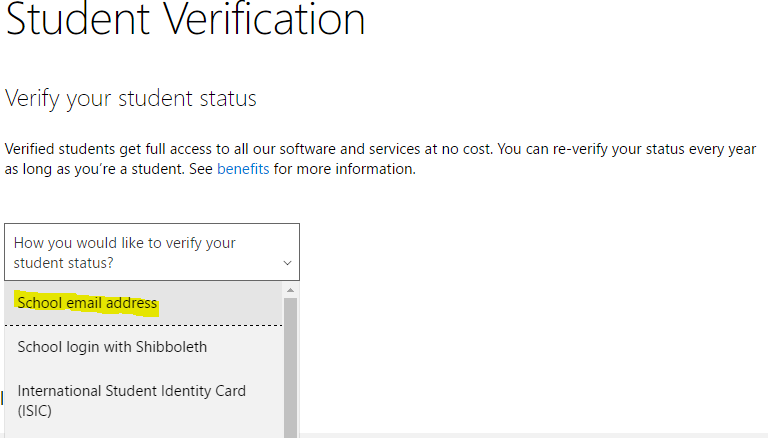 Student Verification
Verify your student status
Verified students get full access to all our software and services at no cost. You can re-verify your status every year
as long as you’re a student. See benefits for more information.
How you would like to verify your
student status?
School email address
School login with Shibboleth
International Student Identity Card
(ISIC)